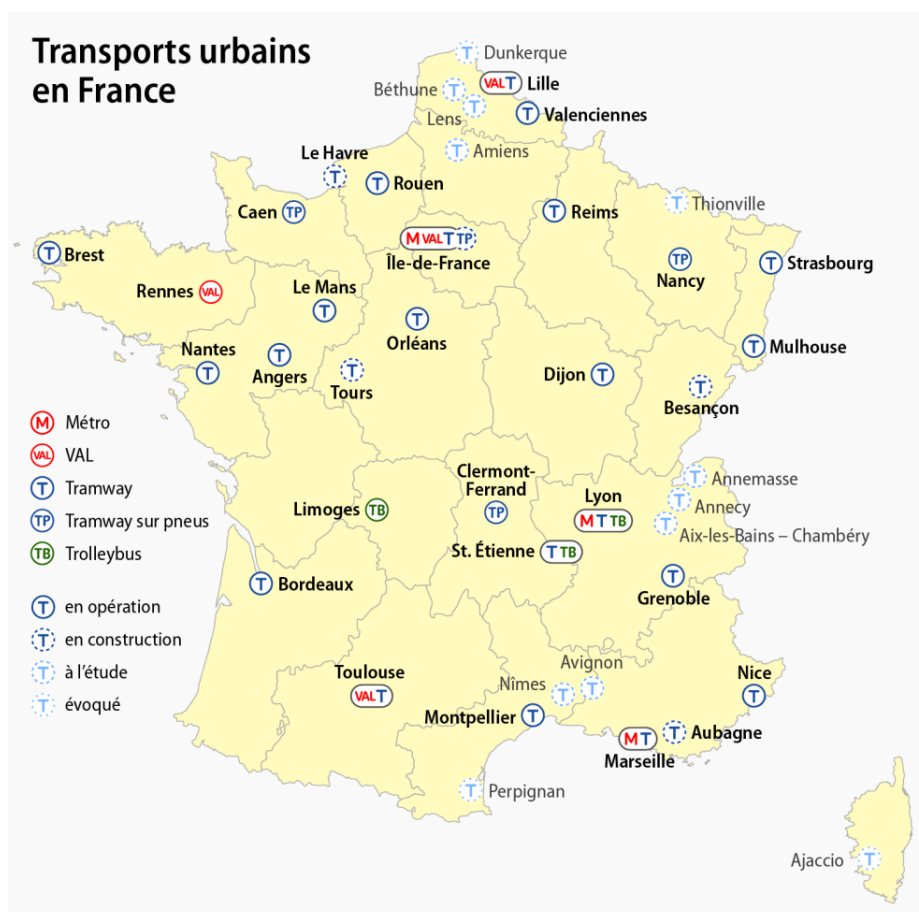 Transports urbains
en France
Dunkerque
Béthune
T
T
VAL T
Lille
Lens
T
T
Valenciennes
Le Havre
T
T
Amiens
T
Rouen
Caen
TP
T
Reims
T
Thionville
M VAL T TP
Île-de-France
T
Brest
TP
Nancy
T
Strasbourg
Rennes
VAL
Le Mans
T
T
Orléans
Nantes
T
T
Angers
T
Tours
Dijon
T
T
Mulhouse
T
Besançon
M
Métro
VAL
VAL
T
Tramway
TP
Tramway sur pneus
TB
Trolleybus
T
en opération
T
en construction
T
à l'étude
T
évoqué
Limoges
TB
Clermont-
Ferrand
TP
Lyon
M T TB
T
Annemasse
T
Annecy
T
Aix-les-Bains – Chambéry
St. Étienne
T TB
T
Bordeaux
T
Grenoble
Toulouse
VAL T
Avignon
T
Nîmes
T
Montpellier
T
Nice
T
M T
Marseille
T
Aubagne
T
Perpignan
Ajaccio
T